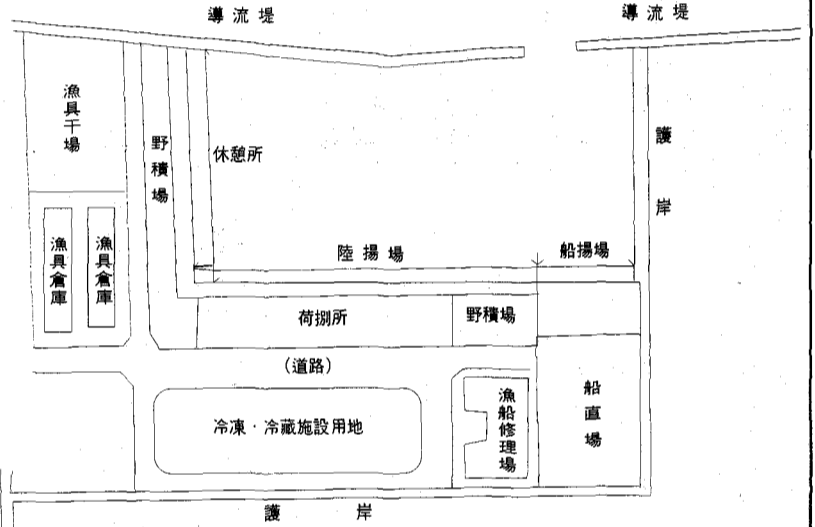 導流堤
導流堤
漁具干場
野積場
休憩所
護岸
陸揚場
船揚場
漁具倉庫
漁具倉庫
荷捌所
野積場
(道路)
船直場
漁船修理場
冷凍・冷蔵施設用地
護岸